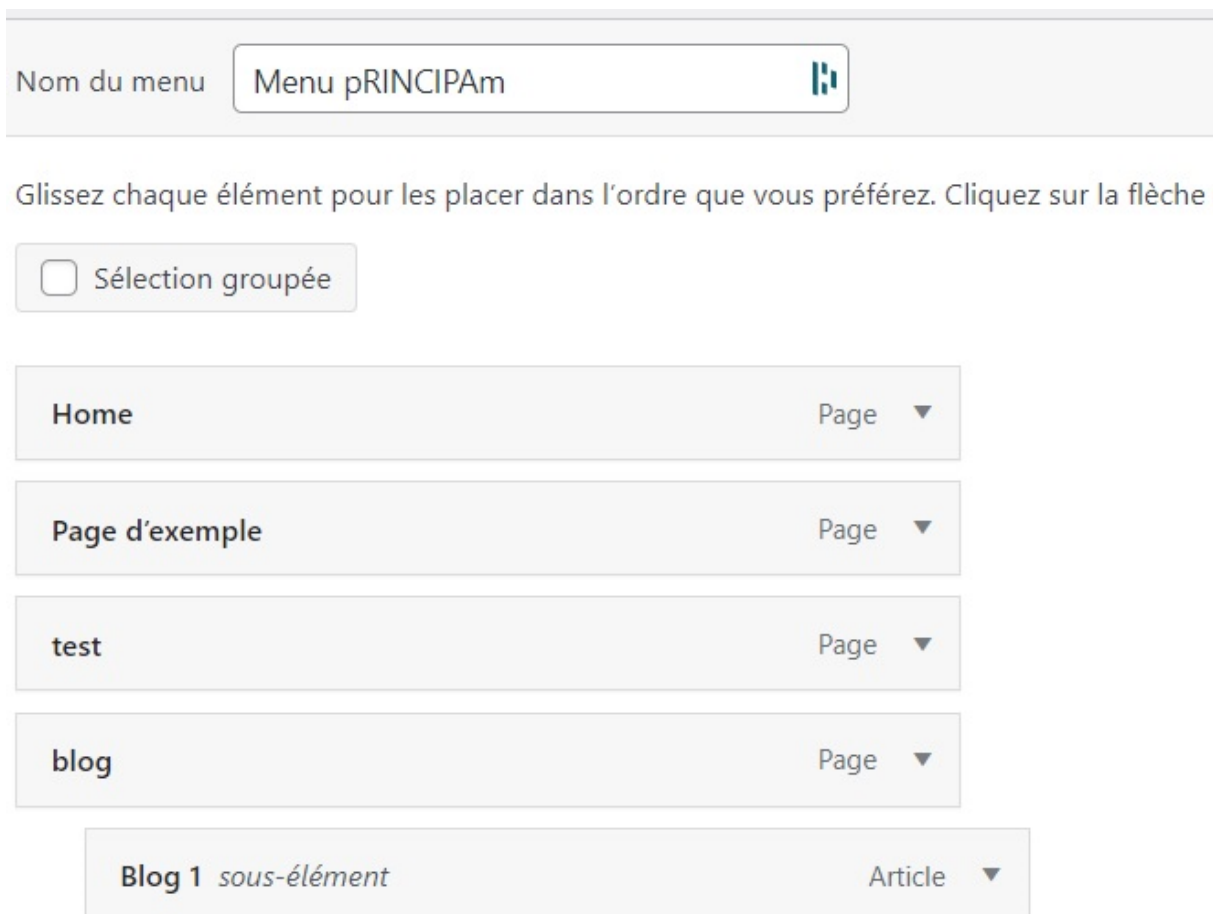 Nom du menu Menu pRINCIPAm
Glissez chaque élément pour les placer dans l’ordre que vous préférez. Cliquez sur la flèche
Sélection groupée
Home Page
Page d’exemple Page
test Page
blog Page
Blog 1 sous-élément Article